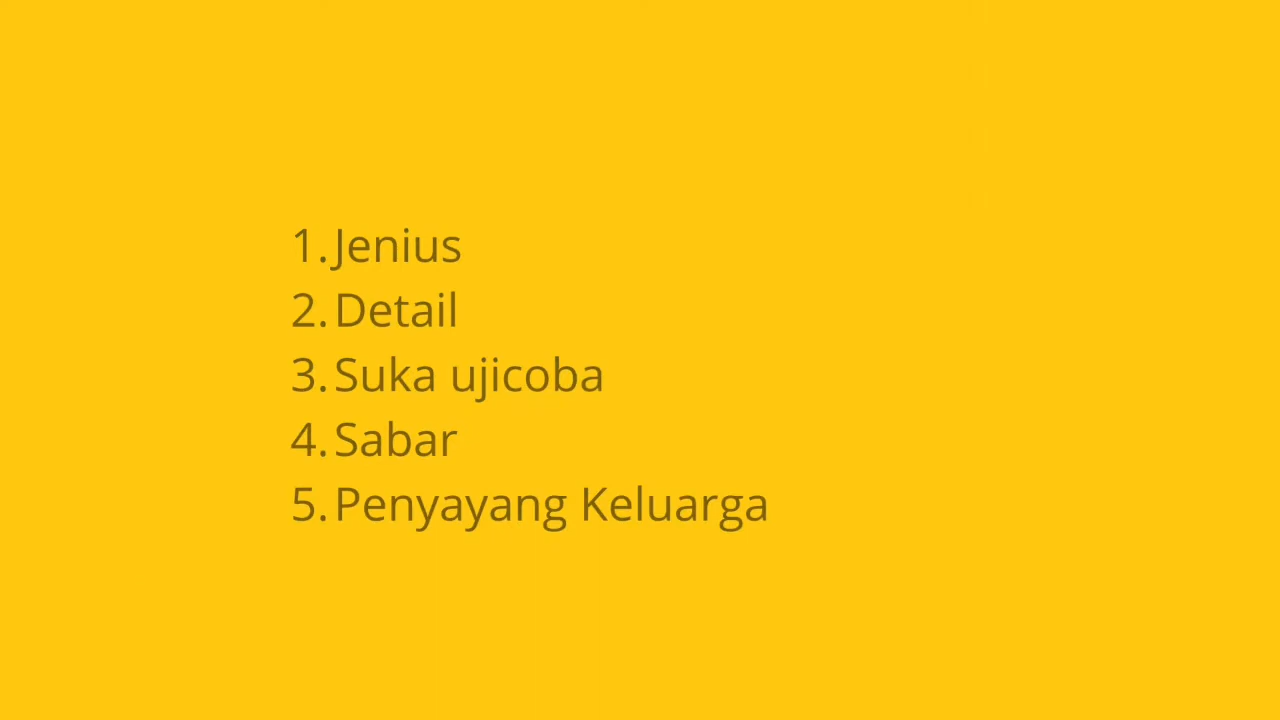 1. Jenius
2. Detail
3. Suka ujicoba
4. Sabar
5. Penyayang Keluarga